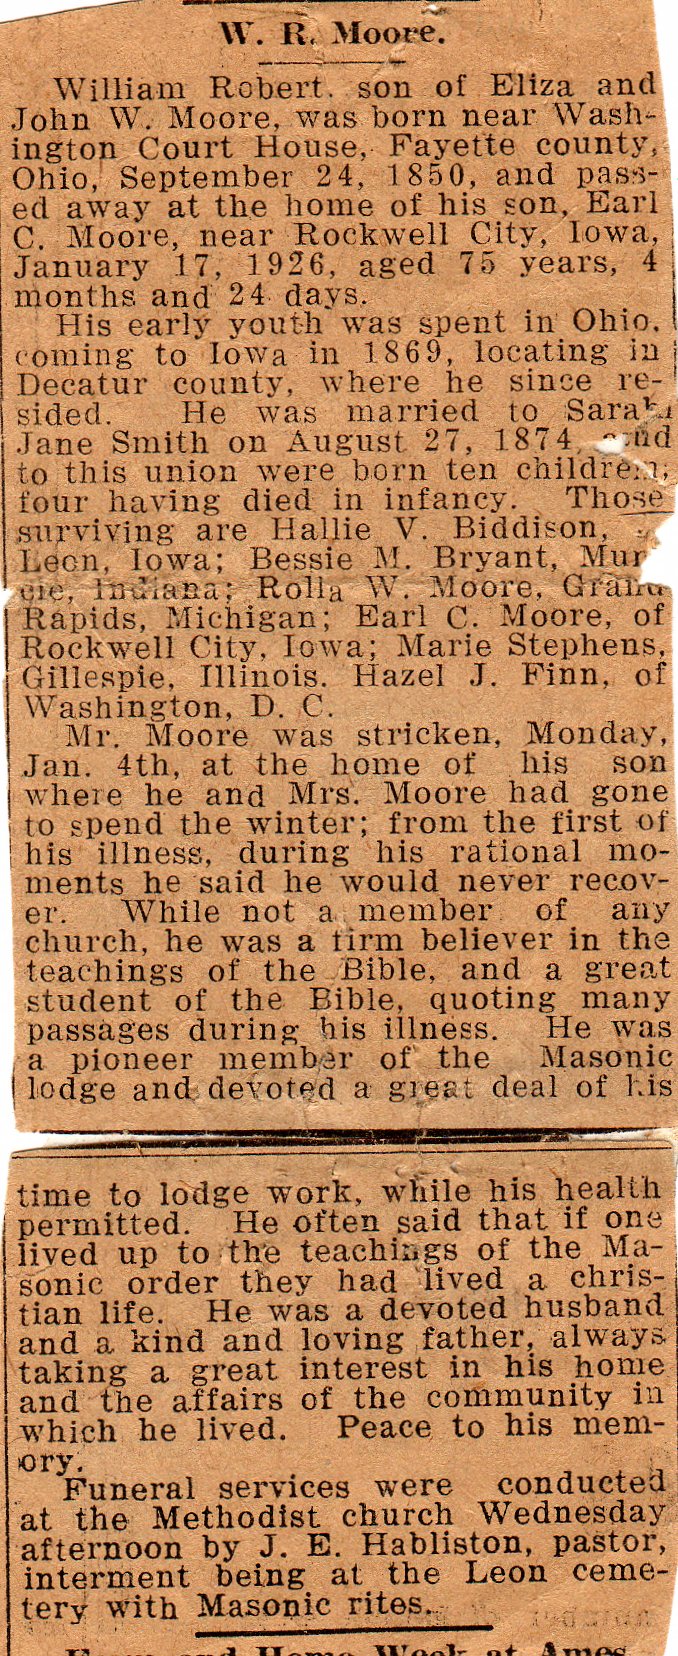 W. R. Moore.
William Robert. son of Eliza and
John W. Moore, was born near Wash-
ington Court House, Fayette county,
Ohio, September 24, 1850, and pass-
ed away at the home of his son, Earl
C. Moore, near Rockwell City, Iowa,
January 17, 1926, aged 75 years, 4
months and 24 days.
His early youth was spent in Ohio.
coming to Iowa in 1869, locating in
Decatur county, where he since re-
sided. He was married to Sarah
Jane Smith on August 27, 1874, and
to this union were born ten children,
four having died in infancy. Those
surviving are Hallie V. Biddison,
Leon, Iowa; Bessie M. Bryant, Mun
cie, Indiana; Rolla W. Moore, Grand
Rapids, Michigan; Earl C. Moore, of
Rockwell City, Iowa; Marie Stephens,
Gillespie, Illinois. Hazel J. Finn, of
Washington, D. C.
Mr. Moore was stricken, Monday,
Jan. 4th, at the home of his son
where he and Mrs. Moore had gone
to spend the winter; from the first of
his illness, during his rational mo-
ments he said he would never recov-
er. While not a member of any
church, he was a firm believer in the
teachings of the Bible, and a great
student of the Bible, quoting many
passages during his illness. He was
a pioneer member of the Masonic
lodge and devoted a great deal of his
time to lodge work, while his health
permitted. He often said that if one
lived up to the teachings of the Ma-
sonic order they had lived a chris-
tian life. He was a devoted husband
and a kind and loving father, always
taking a great interest in his home
and the affairs of the community in
which he lived. Peace to his mem-
ory.
Funeral services were conducted
at the Methodist church Wednesday
afternoon by J. E. Habliston, pastor,
interment being at the Leon ceme-
tery with Masonic rites.
Farm and Home Week at Ames